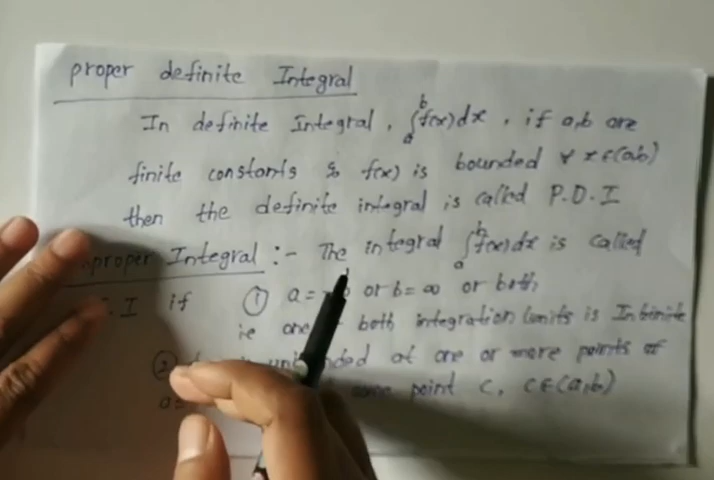 proper definite Integral
In definite Integral, ∫ₐᵇ f(x)dx, if a,b are
finite constants & f(x) is bounded ∀ x∈(a,b)
then the definite integral is called P.D.I
proper Integral :- The integral ∫ₐᵇ f(x)dx is called
I if ① a= or b=∞ or both
ie one both integration limits is Infinite
② at one or more points of
point C, C∈(a,b)